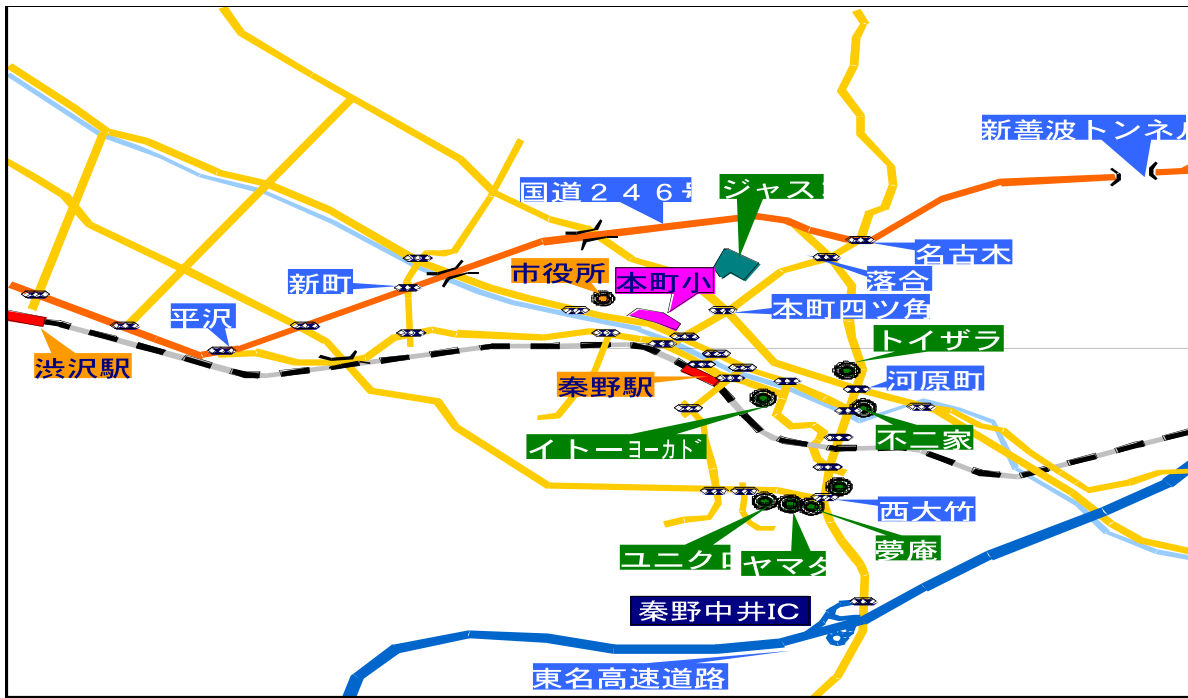 新善波トンネル
国道２４６号
ジャス
名古木
落合
市役所
本町小
新町
本町四ツ角
平沢
トイザラ
渋沢駅
秦野駅
河原町
イトーヨーカド
不二家
西大竹
夢庵
ユニクロ
ヤマダ
秦野中井IC
東名高速道路